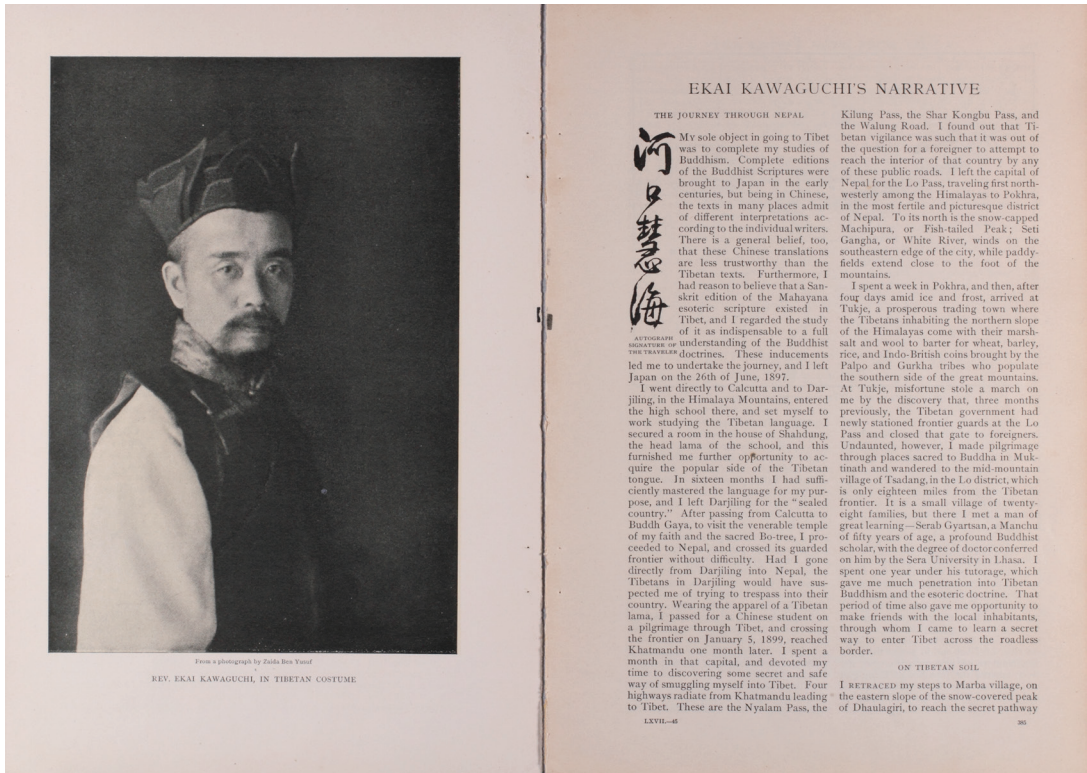 From a photograph by Zaida Ben Yusuf
REV. EKAI KAWAGUCHI, IN TIBETAN COSTUME
EKAI KAWAGUCHI'S NARRATIVE
THE JOURNEY THROUGH NEPAL
河口慧海
AUTOGRAPH
SIGNATURE OF
THE TRAVELER
My sole object in going to Tibet
was to complete my studies of
Buddhism. Complete editions
of the Buddhist Scriptures were
brought to Japan in the early
centuries, but being in Chinese,
the texts in many places admit
of different interpretations ac-
cording to the individual writers.
There is a general belief, too,
that these Chinese translations
are less trustworthy than the
Tibetan texts. Furthermore, I
had reason to believe that a San-
skrit edition of the Mahayana
esoteric scripture existed in
Tibet, and I regarded the study
of it as indispensable to a full
understanding of the Buddhist
doctrines. These inducements
led me to undertake the journey, and I left
Japan on the 26th of June, 1897.
I went directly to Calcutta and to Dar-
jiling, in the Himalaya Mountains, entered
the high school there, and set myself to
work studying the Tibetan language. I
secured a room in the house of Shahdung,
the head lama of the school, and this
furnished me further opportunity to ac-
quire the popular side of the Tibetan
tongue. In sixteen months I had suffi-
ciently mastered the language for my pur-
pose, and I left Darjiling for the "sealed
country." After passing from Calcutta to
Buddh Gaya, to visit the venerable temple
of my faith and the sacred Bo-tree, I pro-
ceeded to Nepal, and crossed its guarded
frontier without difficulty. Had I gone
directly from Darjiling into Nepal, the
Tibetans in Darjiling would have sus-
pected me of trying to trespass into their
country. Wearing the apparel of a Tibetan
lama, I passed for a Chinese student on
a pilgrimage through Tibet, and crossing
the frontier on January 5, 1899, reached
Khatmandu one month later. I spent a
month in that capital, and devoted my
time to discovering some secret and safe
way of smuggling myself into Tibet. Four
highways radiate from Khatmandu leading
to Tibet. These are the Nyalam Pass, the
LXVII.—45
Kilung Pass, the Shar Kongbu Pass, and
the Walung Road. I found out that Ti-
betan vigilance was such that it was out of
the question for a foreigner to attempt to
reach the interior of that country by any
of these public roads. I left the capital of
Nepal for the Lo Pass, traveling first north-
westerly among the Himalayas to Pokhra,
in the most fertile and picturesque district
of Nepal. To its north is the snow-capped
Machipura, or Fish-tailed Peak; Seti
Gangha, or White River, winds on the
southeastern edge of the city, while paddy-
fields extend close to the foot of the
mountains.
I spent a week in Pokhra, and then, after
four days amid ice and frost, arrived at
Tukje, a prosperous trading town where
the Tibetans inhabiting the northern slope
of the Himalayas come with their marsh-
salt and wool to barter for wheat, barley,
rice, and Indo-British coins brought by the
Palpo and Gurkha tribes who populate
the southern side of the great mountains.
At Tukje, misfortune stole a march on
me by the discovery that, three months
previously, the Tibetan government had
newly stationed frontier guards at the Lo
Pass and closed that gate to foreigners.
Undaunted, however, I made pilgrimage
through places sacred to Buddha in Muk-
tinath and wandered to the mid-mountain
village of Tsadang, in the Lo district, which
is only eighteen miles from the Tibetan
frontier. It is a small village of twenty-
eight families, but there I met a man of
great learning—Serab Gyartsan, a Manchu
of fifty years of age, a profound Buddhist
scholar, with the degree of doctor conferred
on him by the Sera University in Lhasa. I
spent one year under his tutorage, which
gave me much penetration into Tibetan
Buddhism and the esoteric doctrine. That
period of time also gave me opportunity to
make friends with the local inhabitants,
through whom I came to learn a secret
way to enter Tibet across the roadless
border.
ON TIBETAN SOIL
I RETRACED my steps to Marba village, on
the eastern slope of the snow-covered peak
of Dhaulagiri, to reach the secret pathway
385